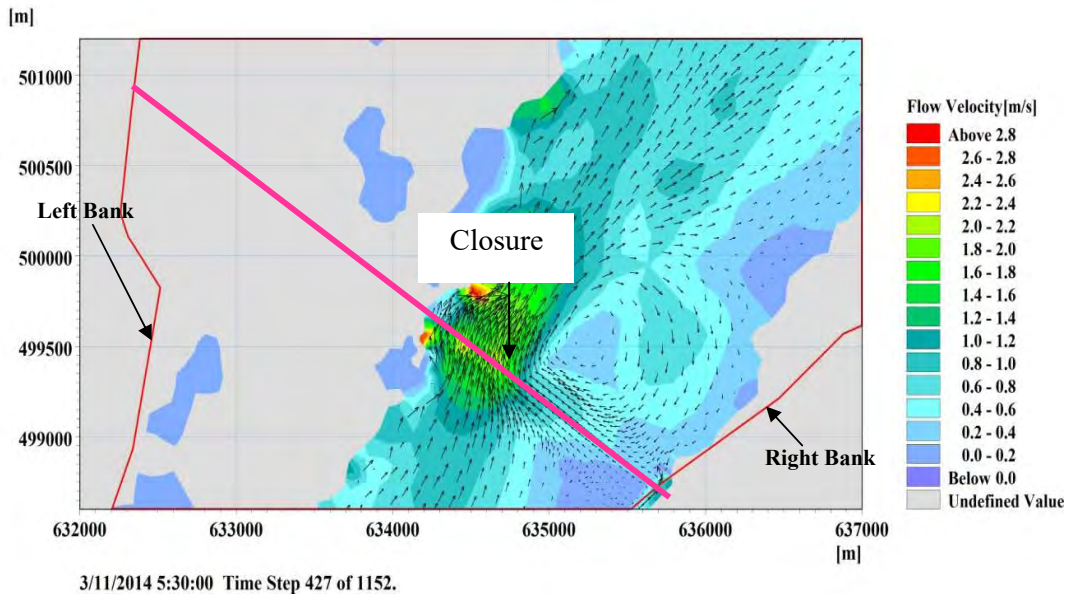 [m]
501000
500500
500000
499500
499000
632000 633000 634000 635000 636000 637000
[m]
Left Bank
Closure
Right Bank
Flow Velocity[m/s]
Above 2.8
2.6 - 2.8
2.4 - 2.6
2.2 - 2.4
2.0 - 2.2
1.8 - 2.0
1.6 - 1.8
1.4 - 1.6
1.2 - 1.4
1.0 - 1.2
0.8 - 1.0
0.6 - 0.8
0.4 - 0.6
0.2 - 0.4
0.0 - 0.2
Below 0.0
Undefined Value
3/11/2014 5:30:00 Time Step 427 of 1152.